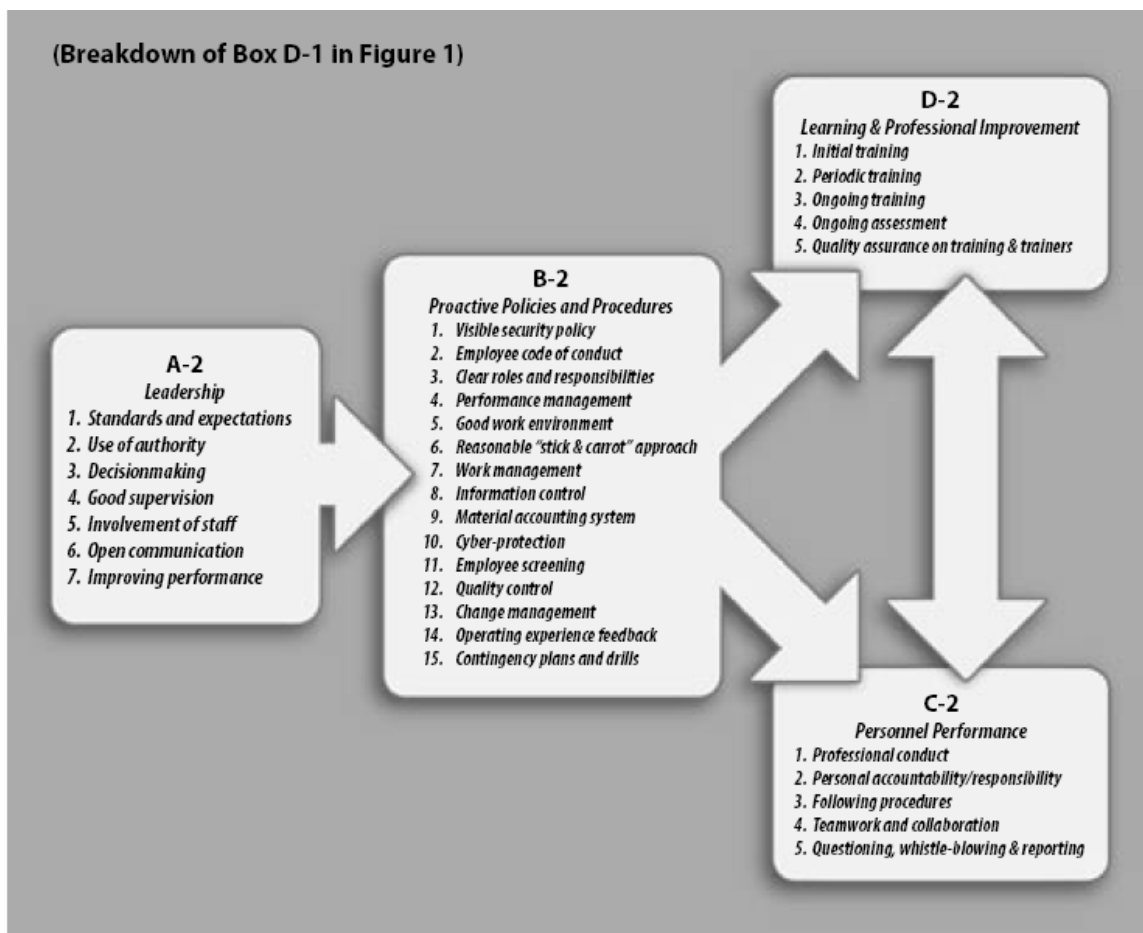 (Breakdown of Box D-1 in Figure 1)
A-2
Leadership
1. Standards and expectations
2. Use of authority
3. Decisionmaking
4. Good supervision
5. Involvement of staff
6. Open communication
7. Improving performance
B-2
Proactive Policies and Procedures
1. Visible security policy
2. Employee code of conduct
3. Clear roles and responsibilities
4. Performance management
5. Good work environment
6. Reasonable “stick & carrot” approach
7. Work management
8. Information control
9. Material accounting system
10. Cyber-protection
11. Employee screening
12. Quality control
13. Change management
14. Operating experience feedback
15. Contingency plans and drills
D-2
Learning & Professional Improvement
1. Initial training
2. Periodic training
3. Ongoing training
4. Ongoing assessment
5. Quality assurance on training & trainers
C-2
Personnel Performance
1. Professional conduct
2. Personal accountability/responsibility
3. Following procedures
4. Teamwork and collaboration
5. Questioning, whistle-blowing & reporting